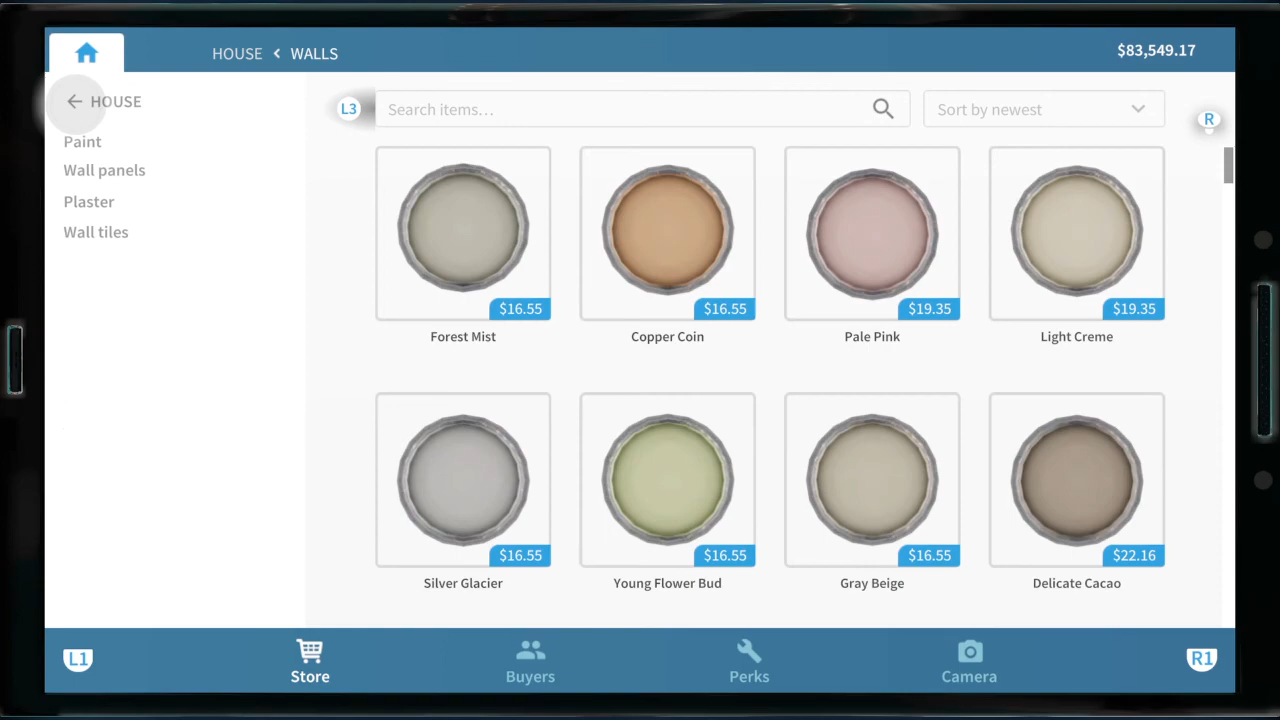 HOUSE WALLS
$83,549.17
HOUSE
Paint
Wall panels
Plaster
Wall tiles
L3
Search items...
Sort by newest
R
$16.55
$16.55
$19.35
$19.35
Forest Mist
Copper Coin
Pale Pink
Light Creme
$16.55
$16.55
$16.55
$22.16
Silver Glacier
Young Flower Bud
Gray Beige
Delicate Cacao
L1
Store
Buyers
Perks
Camera
R1